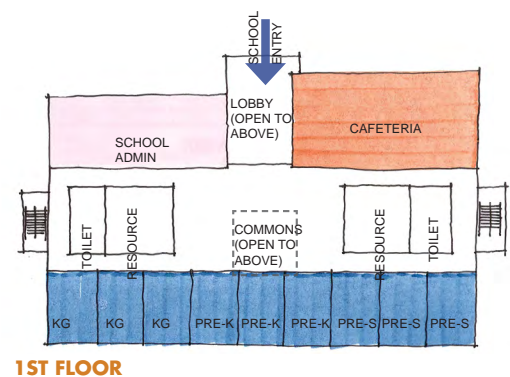 SCHOOL
ENTRY
LOBBY
(OPEN TO
ABOVE)
CAFETERIA
SCHOOL
ADMIN
TOILET
RESOURCE
COMMONS
(OPEN TO
ABOVE)
RESOURCE
TOILET
KG KG KG PRE-K PRE-K PRE-K PRE-S PRE-S PRE-S
1ST FLOOR